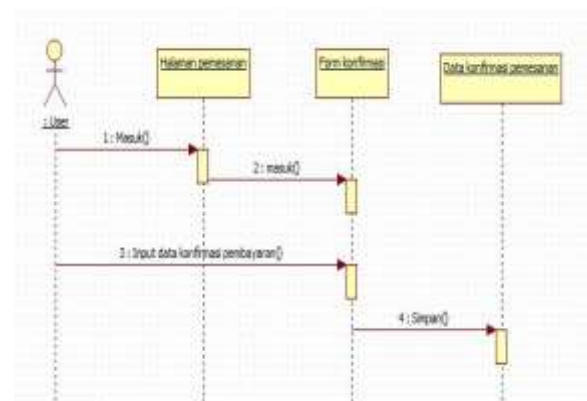 Halaman pemesanan
Form konfirmasi
Data konfirmasi pemesanan
: User
1 : Masuk()
2 : masuk()
3 : Input data konfirmasi pembayaran()
4 : Simpan()